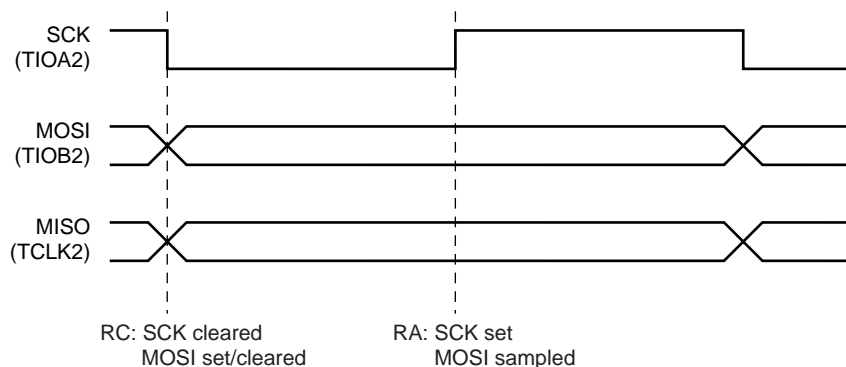 SCK
(TIOA2)
MOSI
(TIOB2)
MISO
(TCLK2)
RC: SCK cleared
MOSI set/cleared
RA: SCK set
MOSI sampled